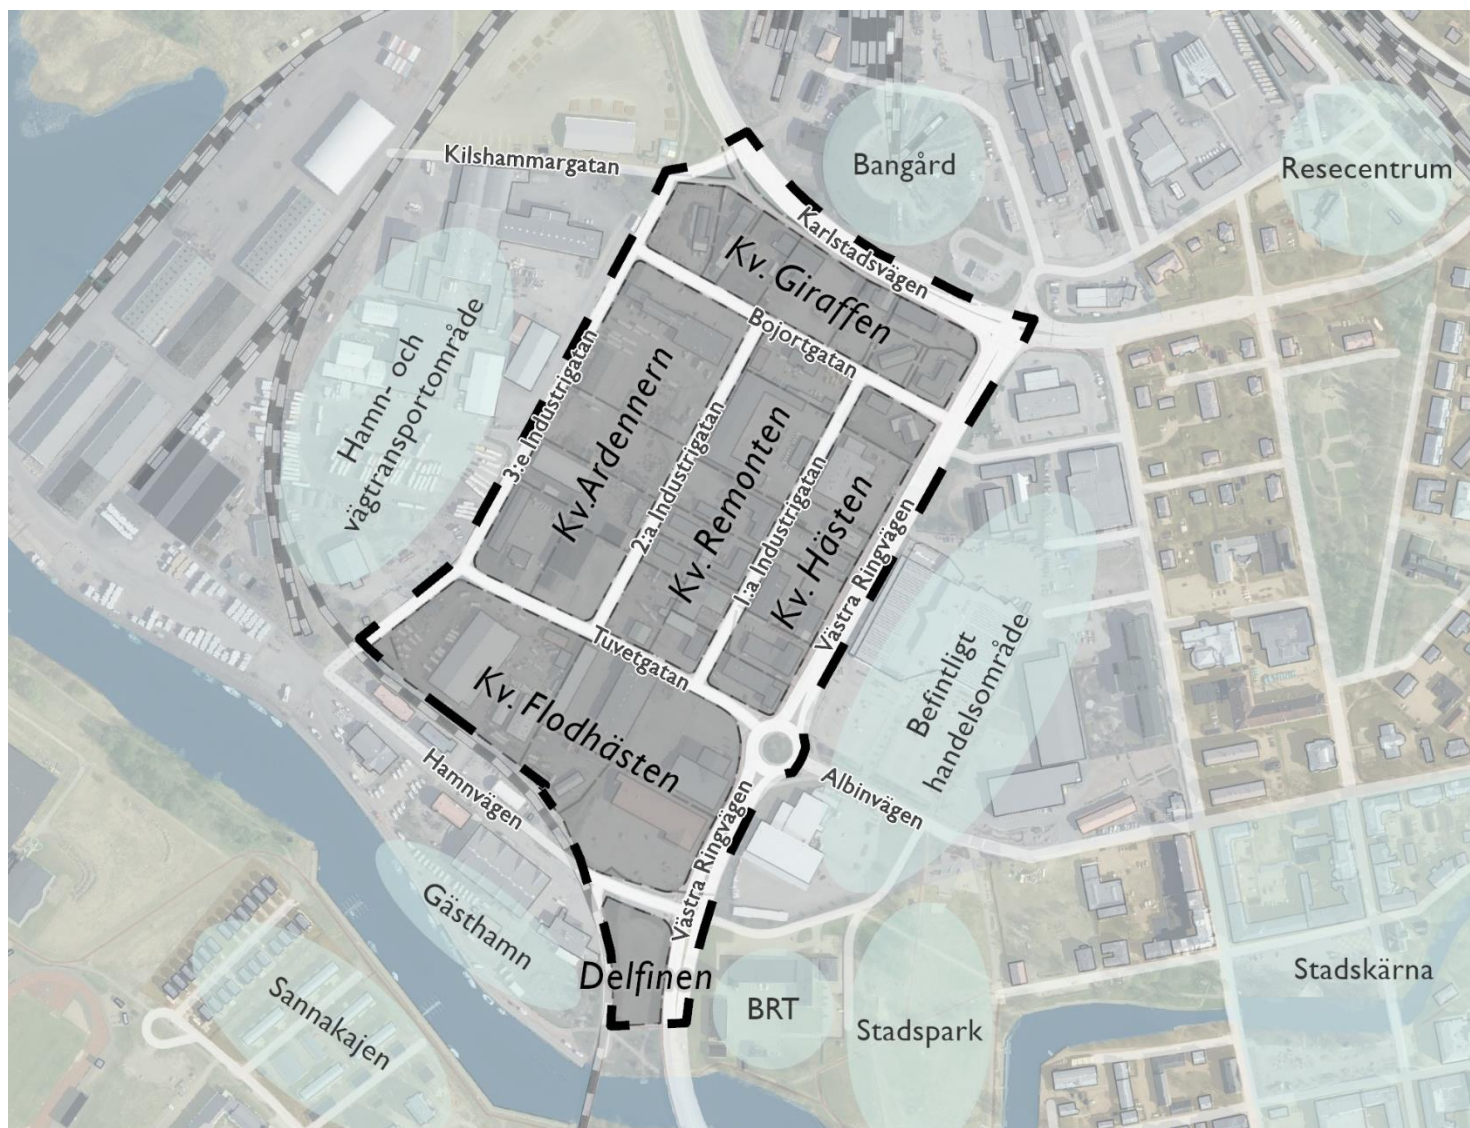 Kilshammargatan
Bangård
Resecentrum
Karlstadsvägen
Kv. Giraffen
Bojortgatan
Hamn- och
vägtransportområde
3:e Industrigatan
Kv.Ardennern
2:a Industrigatan
Kv. Remonten
1:a Industrigatan
Kv. Hästen
Västra Ringvägen
Befintligt
handelsområde
Tuvetgatan
Kv. Flodhästen
Hamnvägen
Västra Ringvägen
Albinvägen
Gästhamn
Delfinen
Sannakajen
BRT
Stadspark
Stadskärna